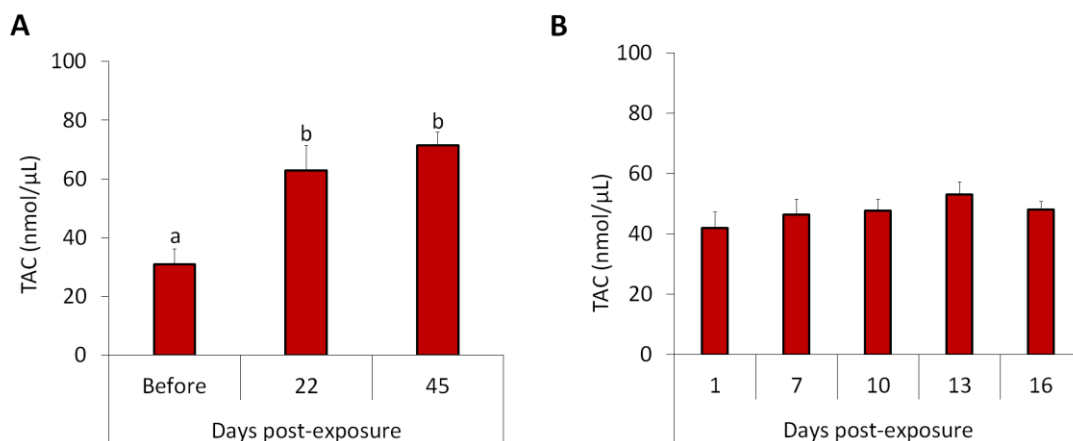 A
TAC (nmol/µL)
100
80
60
40
20
0
a
b
b
Before 22 45
Days post-exposure
B
TAC (nmol/µL)
100
80
60
40
20
0
1 7 10 13 16
Days post-exposure